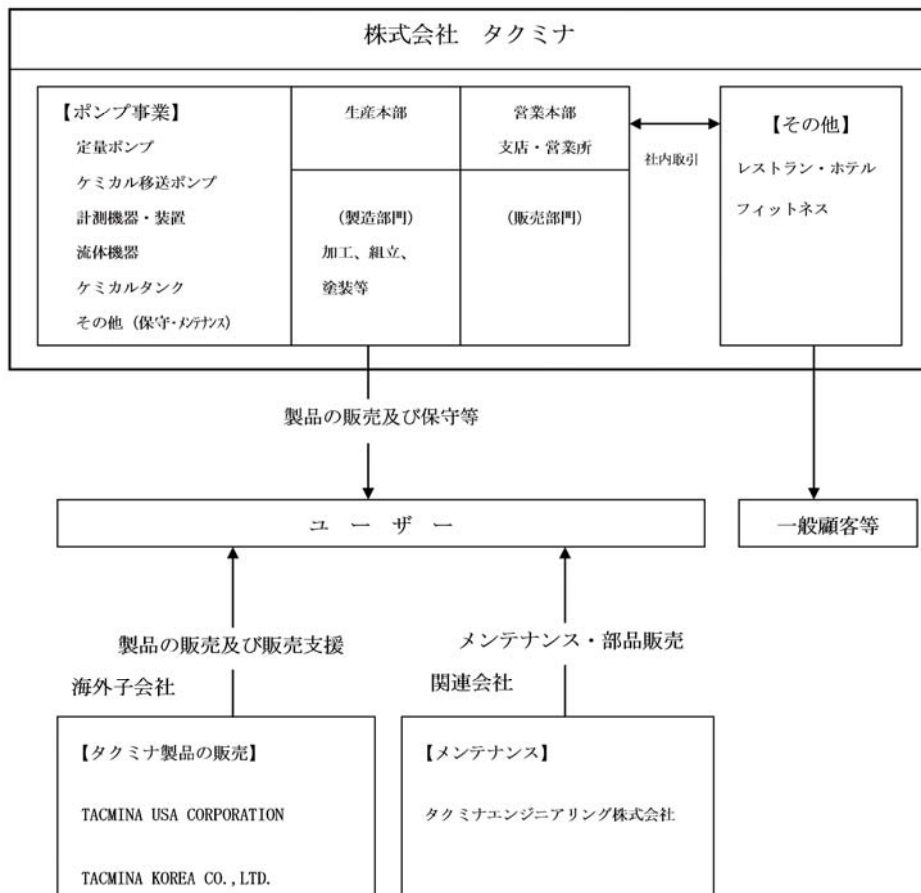 株式会社　タクミナ
【ポンプ事業】
定量ポンプ
ケミカル移送ポンプ
計測機器・装置
流体機器
ケミカルタンク
その他（保守・メンテナンス）
生産本部
（製造部門）
加工、組立、
塗装等
営業本部
支店・営業所
（販売部門）
社内取引
【その他】
レストラン・ホテル
フィットネス
製品の販売及び保守等
ユ　ー　ザ　ー
一般顧客等
製品の販売及び販売支援
海外子会社
メンテナンス・部品販売
関連会社
【タクミナ製品の販売】
TACMINA USA CORPORATION
TACMINA KOREA CO.,LTD.
【メンテナンス】
タクミナエンジニアリング株式会社